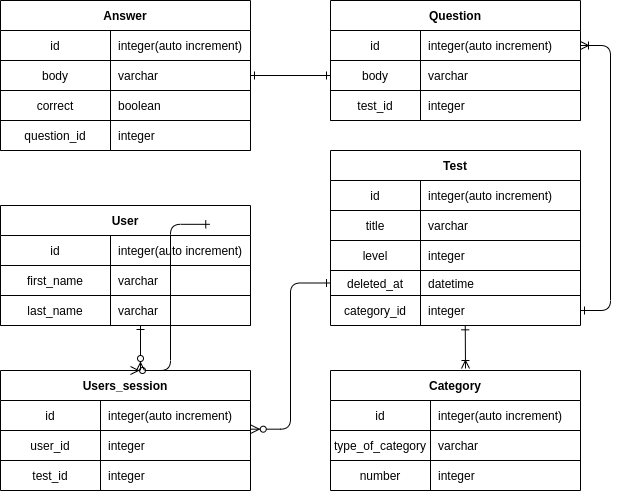 Answer
id integer(auto increment)
body varchar
correct boolean
question_id integer
Question
id integer(auto increment)
body varchar
test_id integer
Test
id integer(auto increment)
title varchar
level integer
deleted_at datetime
category_id integer
User
id integer(auto increment)
first_name varchar
last_name varchar
Users_session
id integer(auto increment)
user_id integer
test_id integer
Category
id integer(auto increment)
type_of_category varchar
number integer